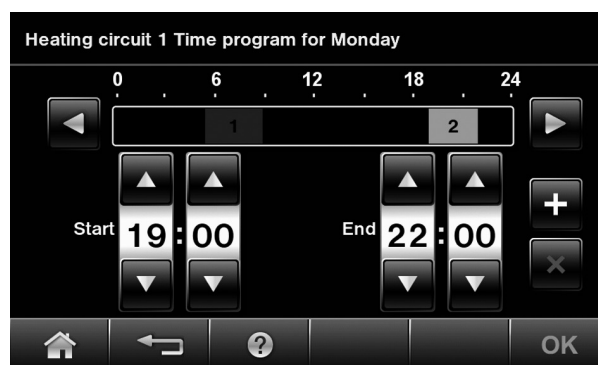 Heating circuit 1 Time program for Monday
0 6 12 18 24
1 2
Start 19:00 End 22:00
+
×
? OK